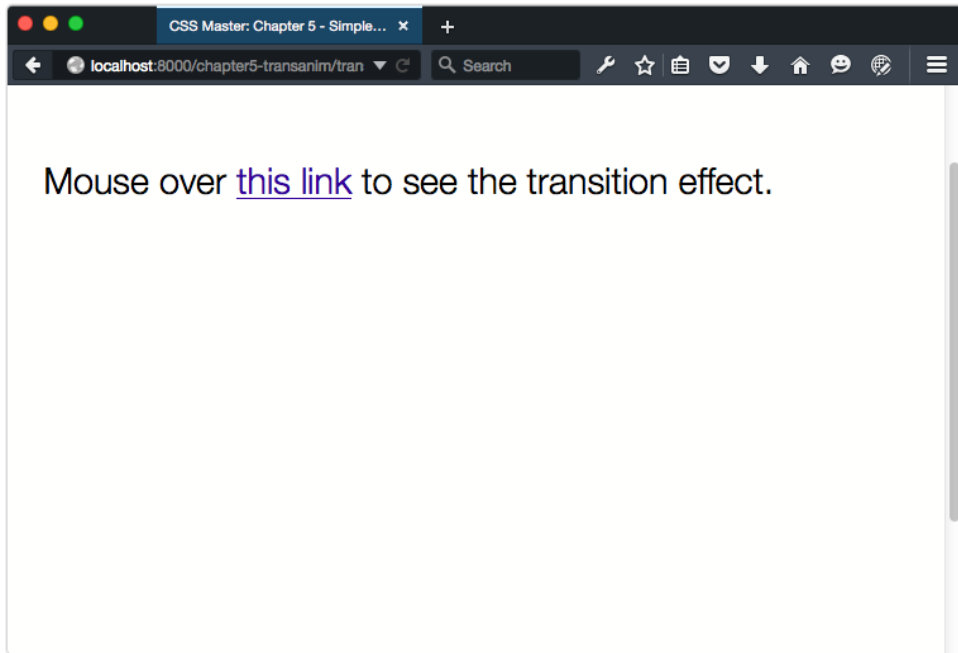 CSS Master: Chapter 5 - Simple...
localhost:8000/chapter5-transanim/tran
Search
Mouse over this link to see the transition effect.